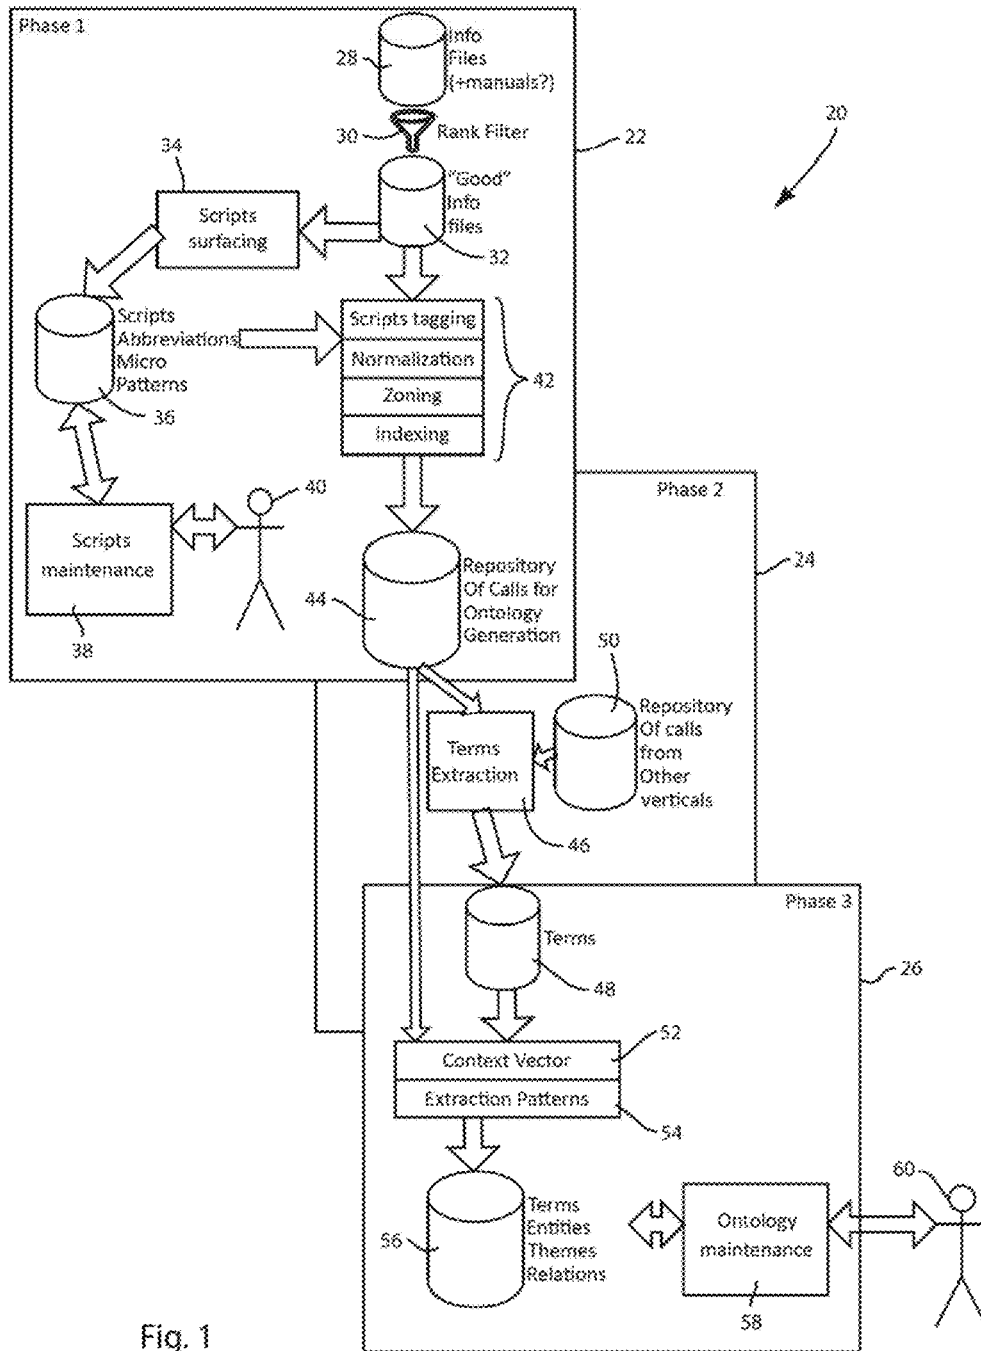 Phase 1
Info
Files
(+manuals?)
28
30
Rank Filter
20
22
34
"Good"
Info
files
Scripts
surfacing
32
Scripts
Abbreviations
Micro
Patterns
36
Scripts tagging
Normalization
Zoning
Indexing
42
Phase 2
40
Scripts
maintenance
38
24
44
Repository
Of Calls for
Ontology
Generation
50
Repository
Of calls
from
Other
verticals
Terms
Extraction
46
Phase 3
Terms
48
26
52
Context Vector
Extraction Patterns
54
60
56
Terms
Entities
Themes
Relations
Ontology
maintenance
58
Fig. 1